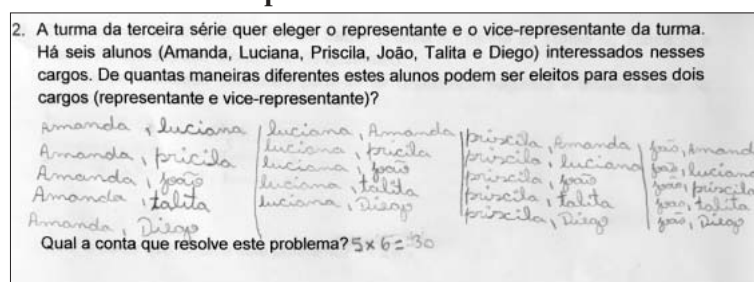 2. A turma da terceira série quer eleger o representante e o vice-representante da turma.
Há seis alunos (Amanda, Luciana, Priscila, João, Talita e Diego) interessados nesses
cargos. De quantas maneiras diferentes estes alunos podem ser eleitos para esses dois
cargos (representante e vice-representante)?
Amanda, luciana | luciana, Amanda | priscila, Amanda | joão, Amand
Amanda, pricila | luciana, pricila | priscila, luciana | joão, luciana
Amanda, joão | luciana, joão | priscila, joão | joão, priscila
Amanda, talita | luciana, talita | priscila, talita | joão, talita
Amanda, Diego | luciana, Diego | priscila, Diego | joão, Diego
Qual a conta que resolve este problema? 5x6=30